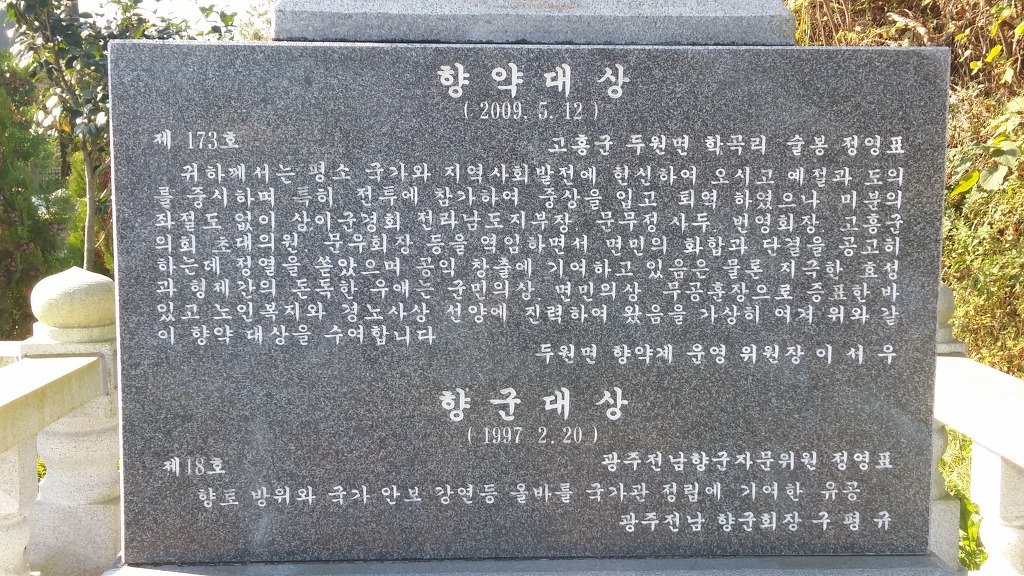 향약대상
( 2009. 5. 12 )
제 173호
고흥군 두원면 학곡리 술봉 정영표
귀하께서는 평소 국가와 지역사회발전에 헌신하여 오시고 예절과 도의
를 중시하며 특히 전투에 참가하여 중상을 입고 퇴역 하였으나 미분의
좌절도 없이 상이군경회 전라남도지부장 문무정 사두 번영회장 고흥군
의회 초대의원 문우회장 등을 역임하면서 면민의 화합과 단결을 공고히
하는데 정열을 쏟았으며 공익 창출에 기여하고 있음은 물론 지극한 효성
과 형제간의 돈독한 우애는 군민의상 면민의상 무공훈장으로 증표한 바
있고 노인복지와 경노사상 선양에 진력하여 왔음을 가상히 여겨 위와 같
이 향약 대상을 수여합니다
두원면 향약계 운영 위원장 이 서 우
향군대상
( 1997 2. 20 )
제18호
광주전남향군자문위원 정영표
향토 방위와 국가 안보 강연등 올바를 국가관 정립에 기여한 유공
광주전남 향군회장 구 평 규